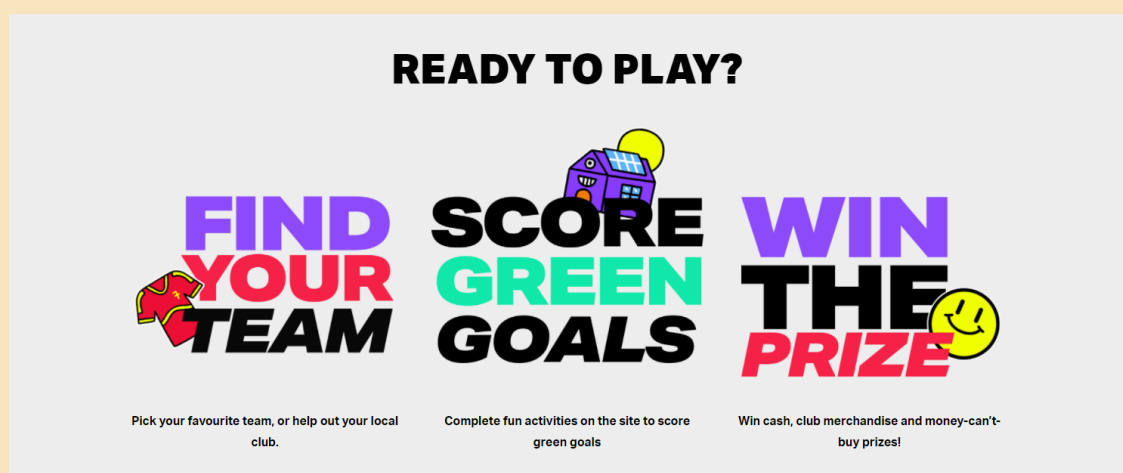 READY TO PLAY?
FIND
YOUR
TEAM
Pick your favourite team, or help out your local
club.
SCORE
GREEN
GOALS
Complete fun activities on the site to score
green goals
WIN
THE
PRIZE
Win cash, club merchandise and money-can't-
buy prizes!